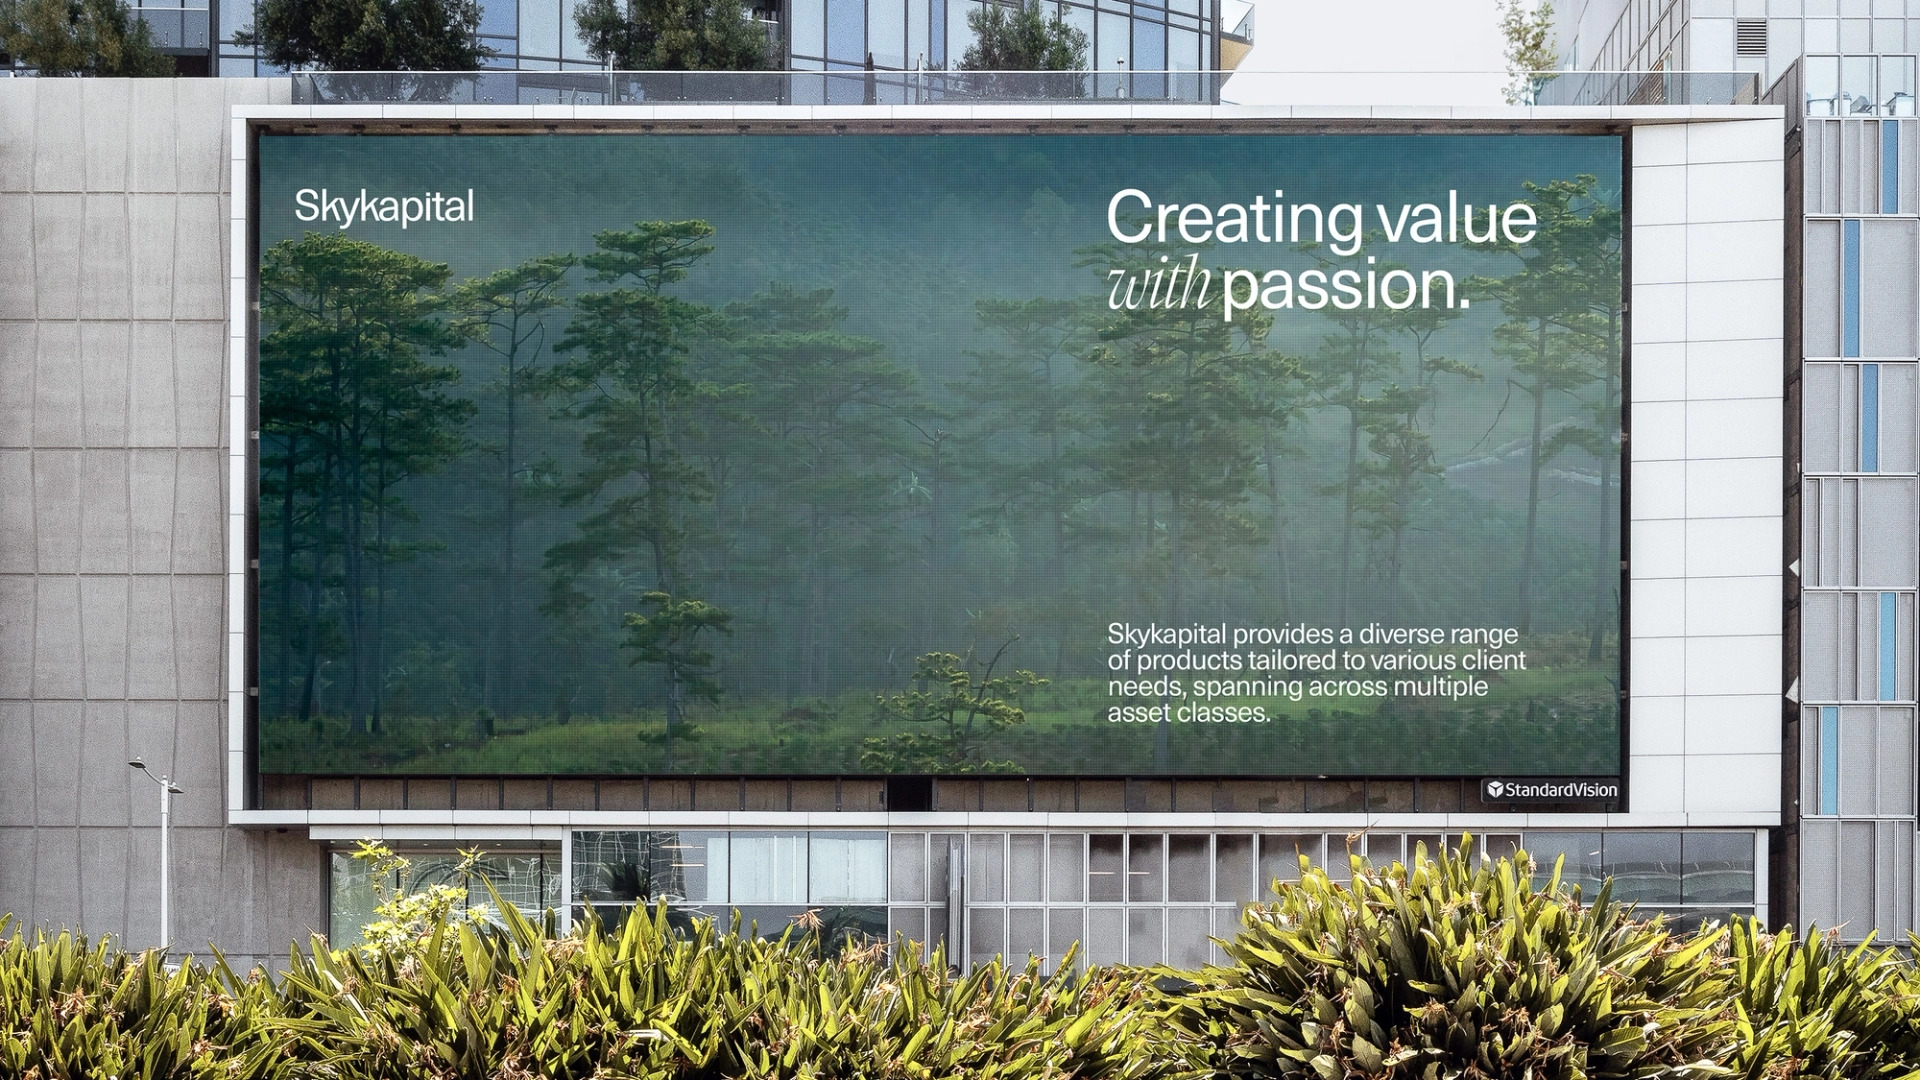 Skykapital
Creating value
with passion.
Skykapital provides a diverse range
of products tailored to various client
needs, spanning across multiple
asset classes.
StandardVision